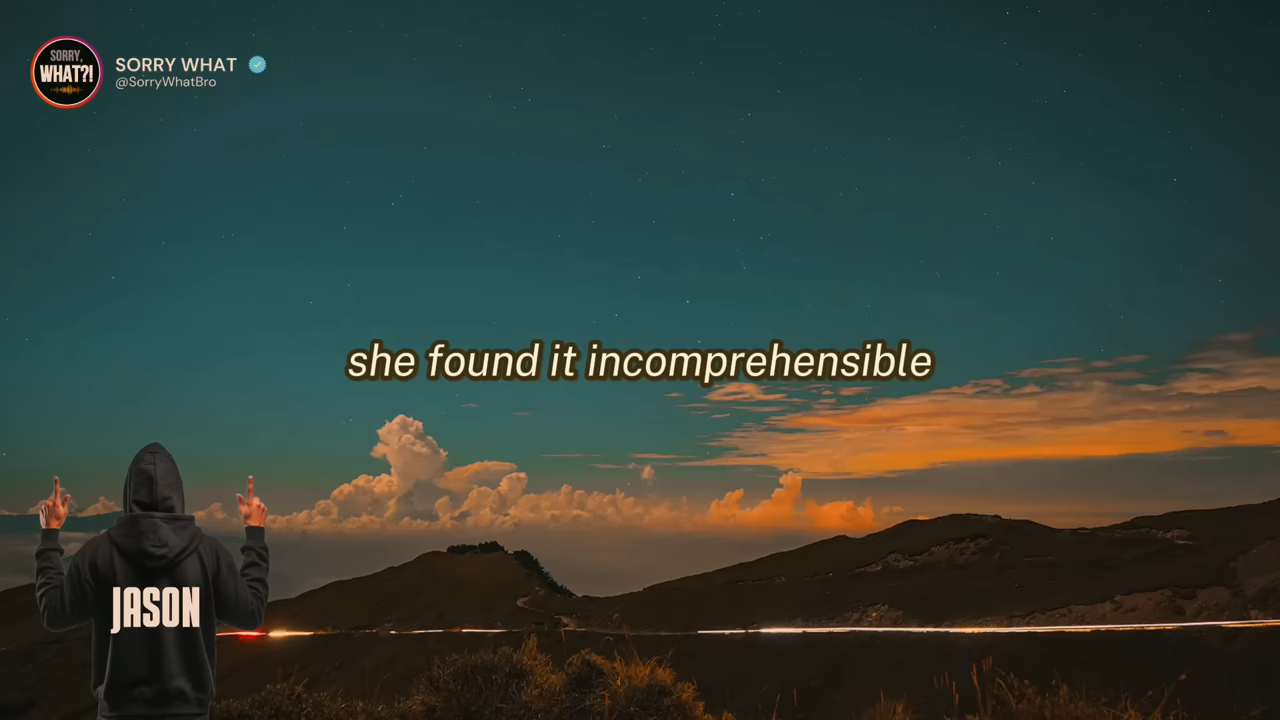 SORRY,
WHAT?!
SORRY WHAT
@SorryWhatBro
she found it incomprehensible
JASON